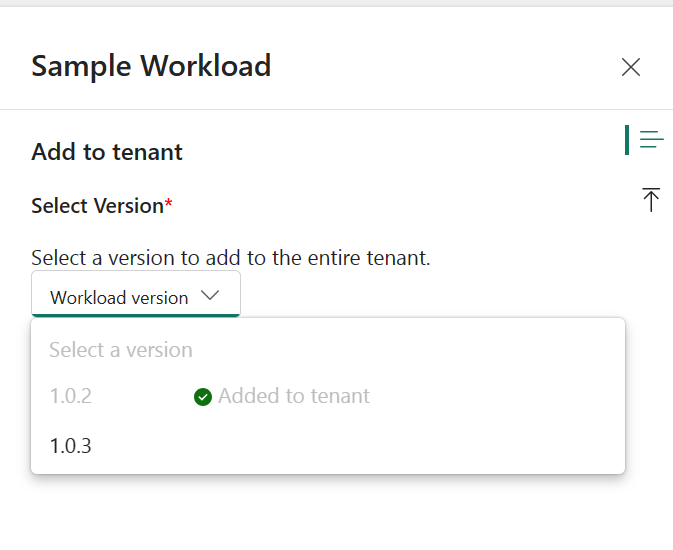 Sample Workload
Add to tenant
Select Version*
Select a version to add to the entire tenant.
Workload version
Select a version
1.0.2 Added to tenant
1.0.3